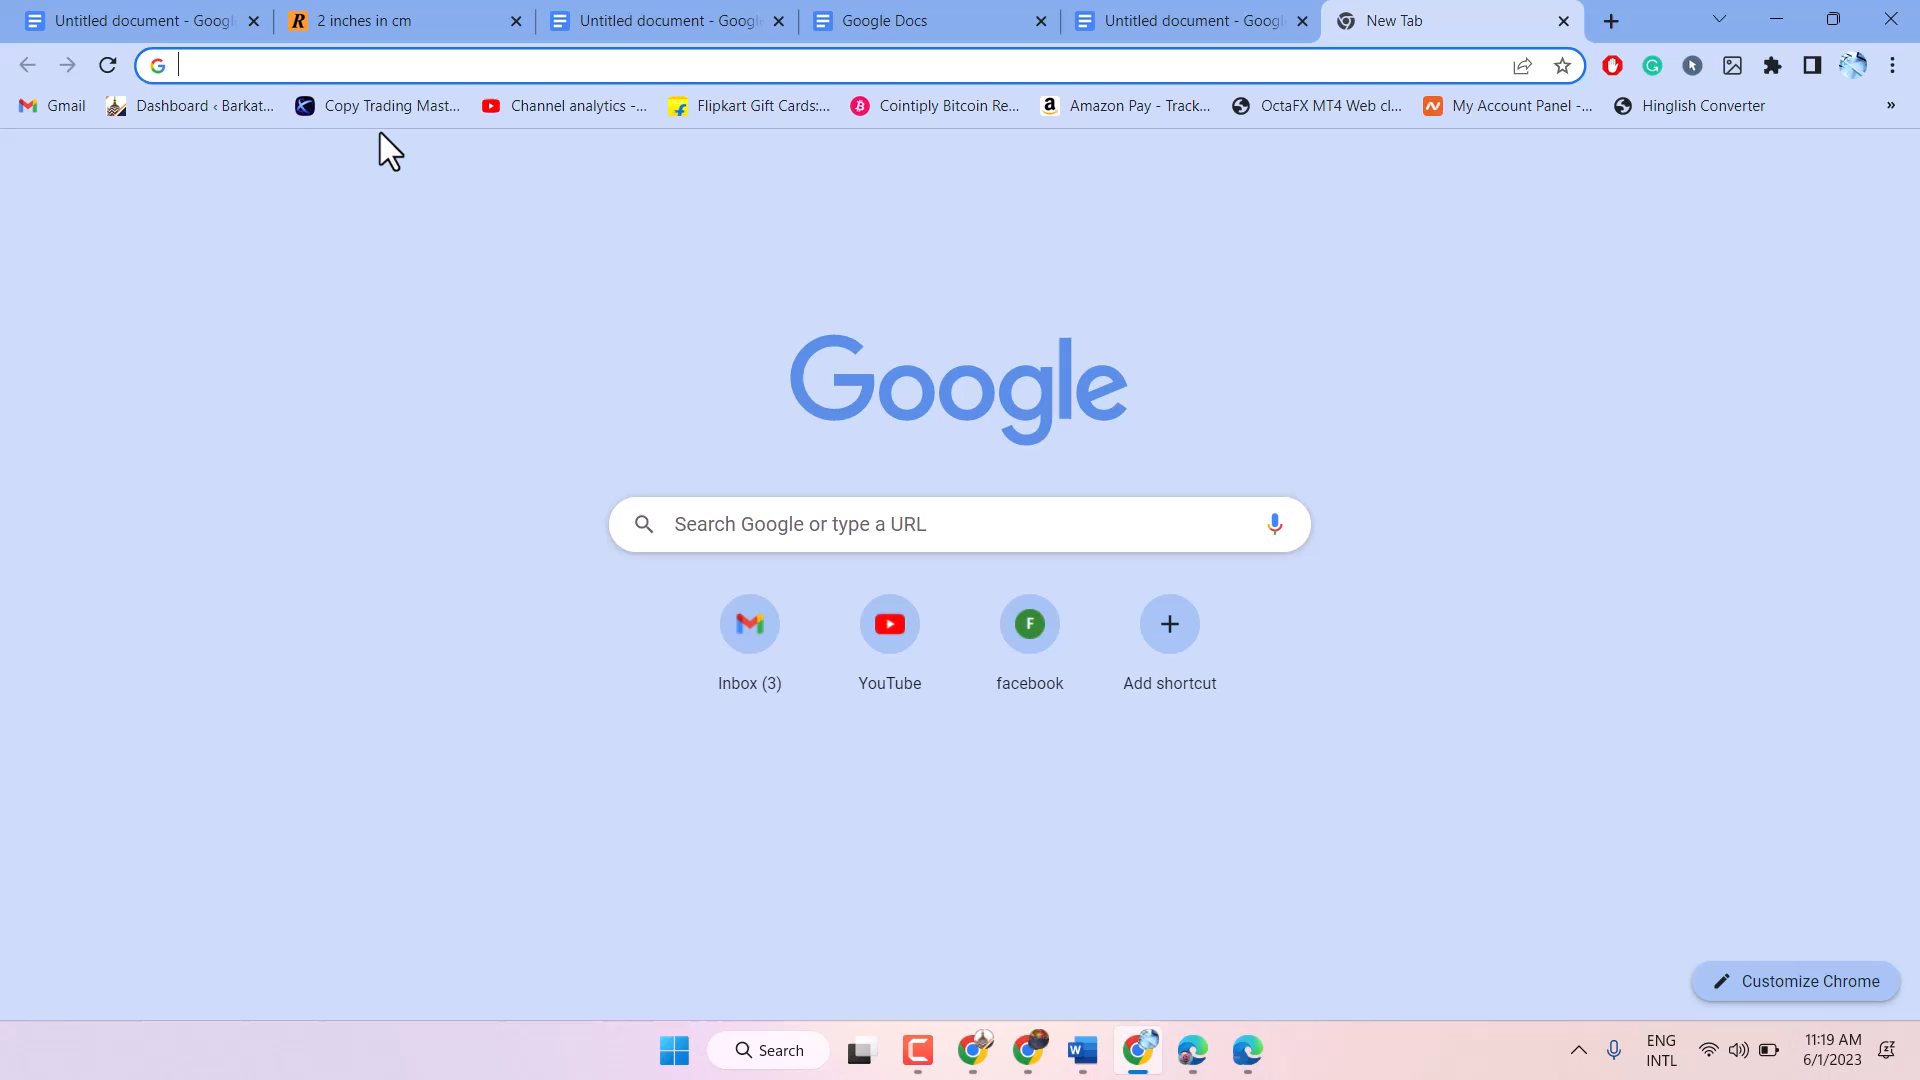 Untitled document - Googl
2 inches in cm
Untitled document - Google
Google Docs
Untitled document - Googl
New Tab
Gmail
Dashboard ‹ Barkat...
Copy Trading Mast...
Channel analytics -...
Flipkart Gift Cards:...
Cointiply Bitcoin Re...
Amazon Pay - Track...
OctaFX MT4 Web cl...
My Account Panel -...
Hinglish Converter
»
Google
Search Google or type a URL
F
Inbox (3)
YouTube
facebook
Add shortcut
Customize Chrome
Search
ENG
INTL
11:19 AM
6/1/2023